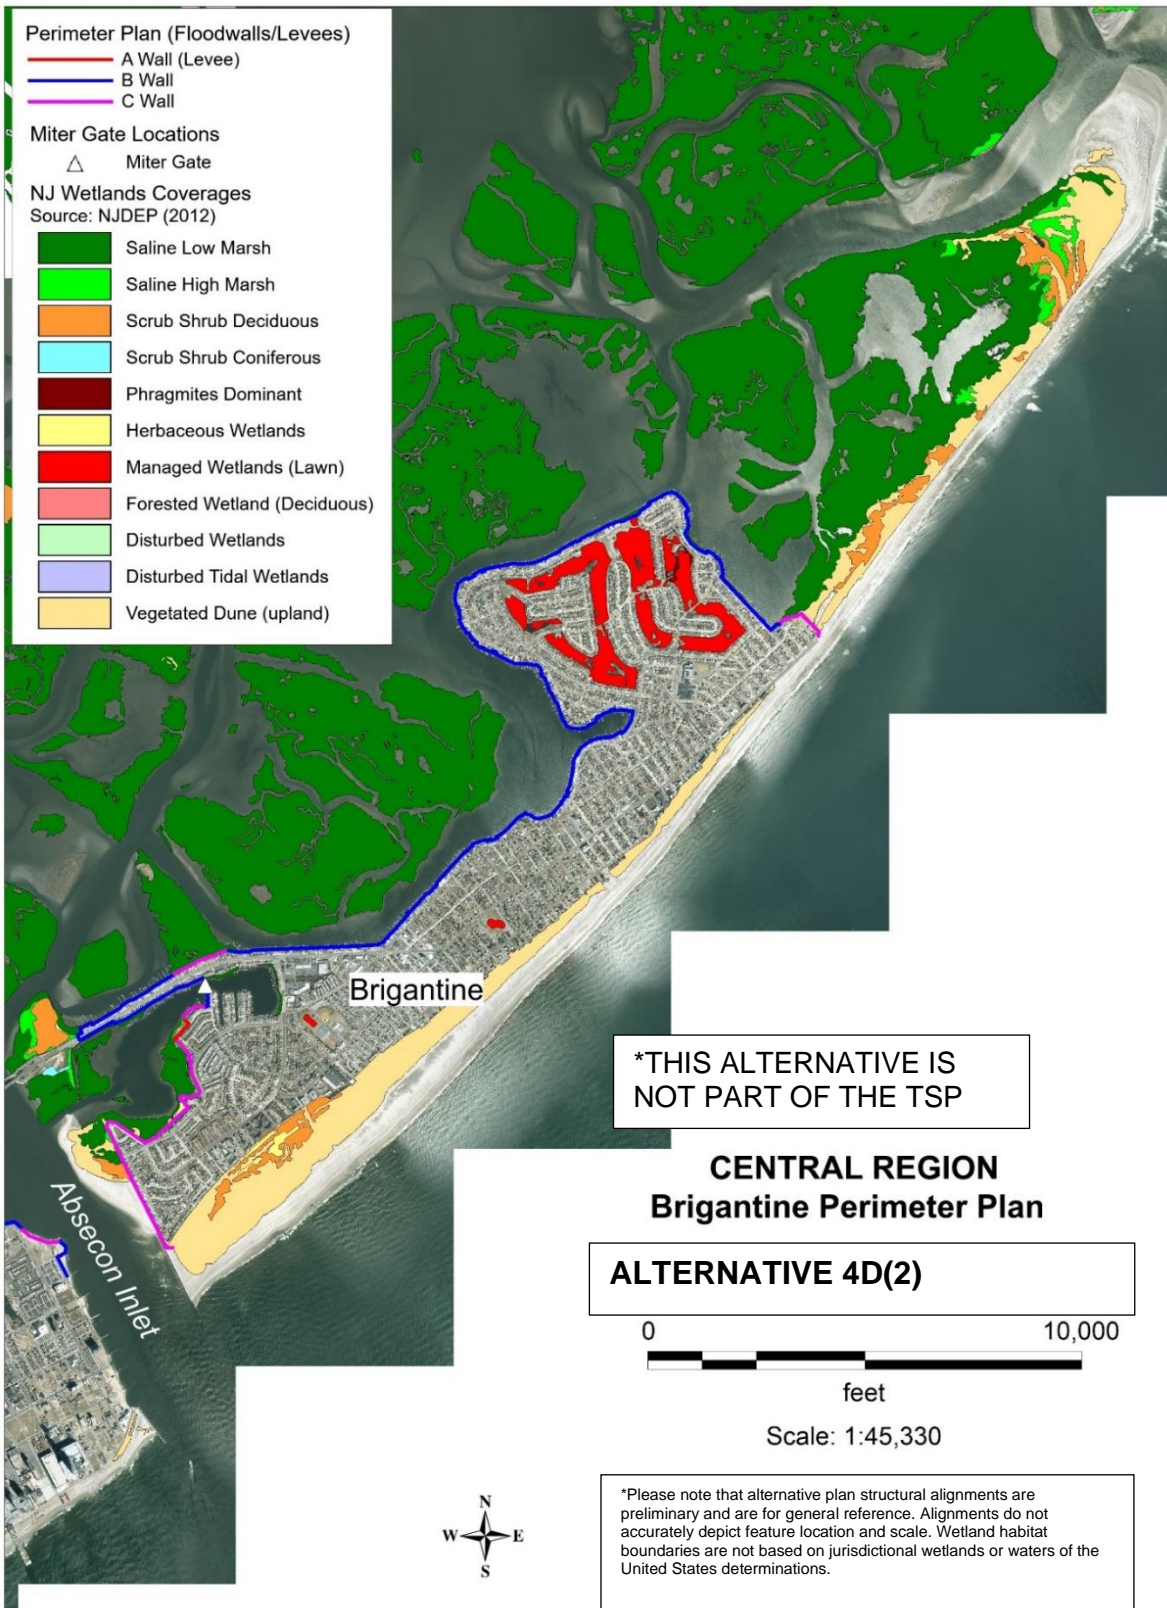 Perimeter Plan (Floodwalls/Levees)
A Wall (Levee)
B Wall
C Wall
Miter Gate Locations
Miter Gate
NJ Wetlands Coverages
Source: NJDEP (2012)
Saline Low Marsh
Saline High Marsh
Scrub Shrub Deciduous
Scrub Shrub Coniferous
Phragmites Dominant
Herbaceous Wetlands
Managed Wetlands (Lawn)
Forested Wetland (Deciduous)
Disturbed Wetlands
Disturbed Tidal Wetlands
Vegetated Dune (upland)
Brigantine
Absecon Inlet
*THIS ALTERNATIVE IS
NOT PART OF THE TSP
CENTRAL REGION
Brigantine Perimeter Plan
ALTERNATIVE 4D(2)
0 10,000
feet
Scale: 1:45,330
N
W E
S
*Please note that alternative plan structural alignments are
preliminary and are for general reference. Alignments do not
accurately depict feature location and scale. Wetland habitat
boundaries are not based on jurisdictional wetlands or waters of the
United States determinations.